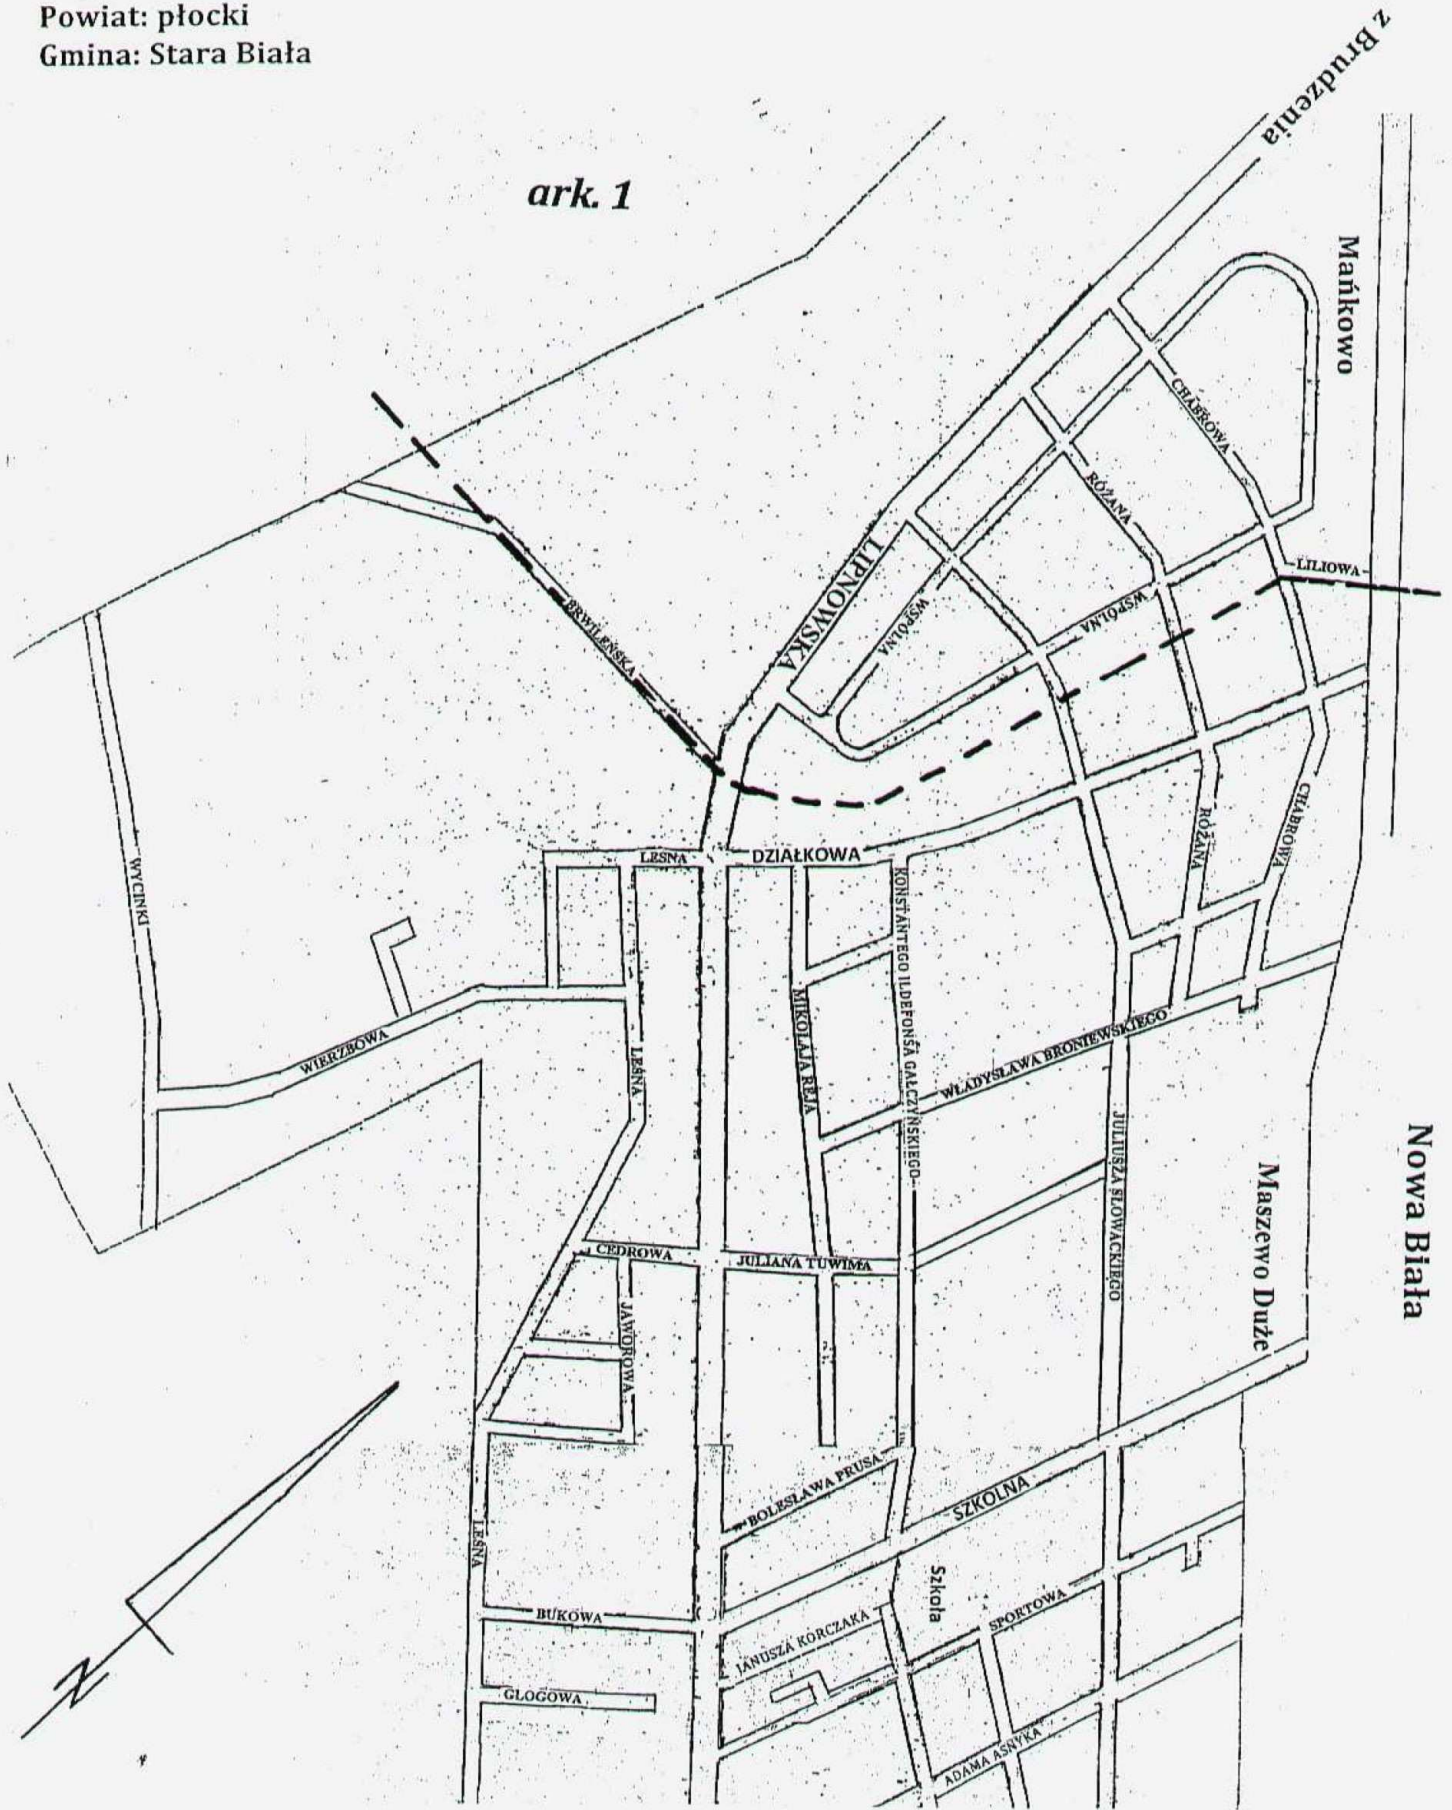 Powiat: płocki
Gmina: Stara Biała
z Brudzenia
ark. 1
Mańkowo
CHABROWA
RÓŻANA
LIPNOWSKA
LILIOWA
WSPÓLNA
WSPÓLNA
BRWILEŃSKA
WYCINKI
LEŚNA
DZIAŁKOWA
RÓŻANA
CHABROWA
KONSTANTEGO ILDEFONSA GAŁCZYŃSKIEGO
MIKOŁAJA REJA
WIERZBOWA
LEŚNA
WŁADYSŁAWA BRONIEWSKIEGO
JULIUSZA SŁOWACKIEGO
Nowa Biała
Maszewo Duże
CEDROWA
JULIANA TUWIMA
JAWOROWA
BOLESŁAWA PRUSA
SZKOLNA
LEŚNA
Szkoła
BUKOWA
JANUSZA KORCZAKA
SPORTOWA
GŁOGOWA
ADAMA ASNYKA
N